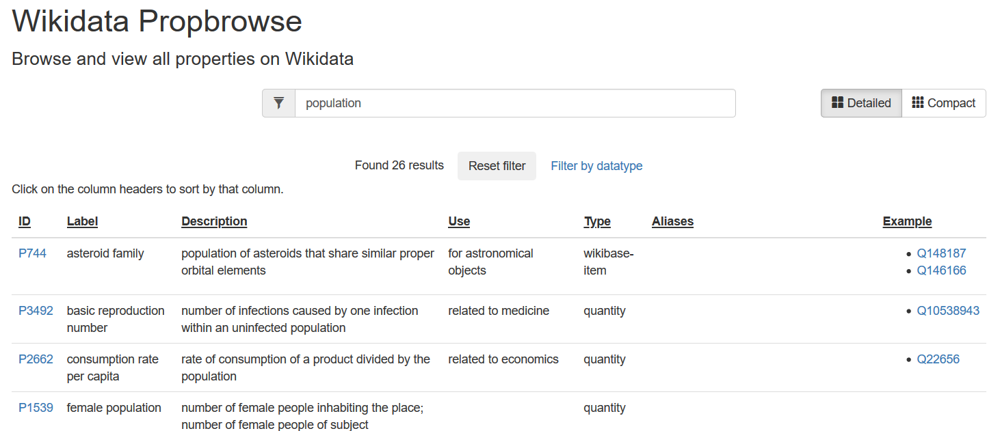 Wikidata Propbrowse
Browse and view all properties on Wikidata
population
Detailed
Compact
Found 26 results
Reset filter
Filter by datatype
Click on the column headers to sort by that column.
ID Label Description Use Type Aliases Example
P744 asteroid family population of asteroids that share similar proper for astronomical wikibase- • Q148187
orbital elements objects item • Q146166
P3492 basic reproduction number of infections caused by one infection related to medicine quantity • Q10538943
number within an uninfected population
P2662 consumption rate rate of consumption of a product divided by the related to economics quantity • Q22656
per capita population
P1539 female population number of female people inhabiting the place; quantity
number of female people of subject